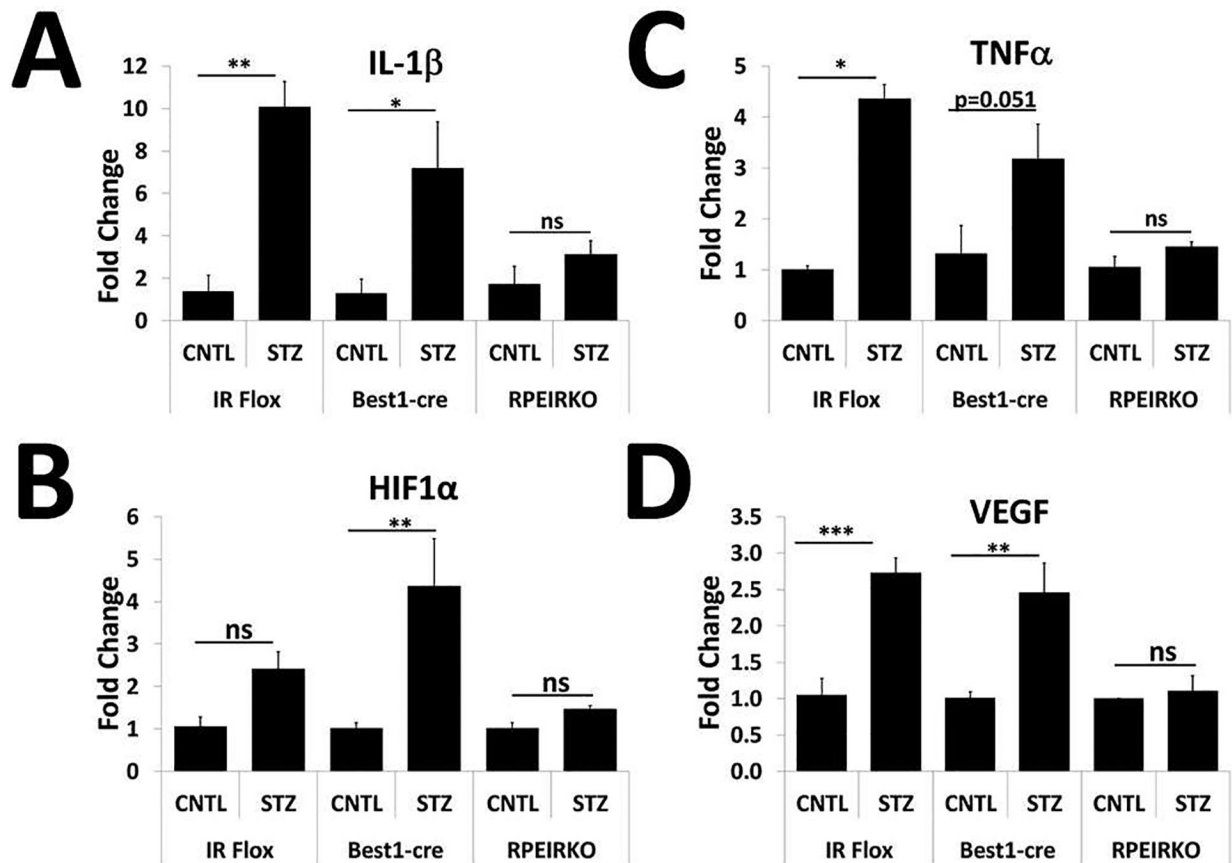 A
IL-1β
Fold Change
12
10
8
6
4
2
0
**
*
ns
CNTL STZ CNTL STZ CNTL STZ
IR Flox Best1-cre RPEIRKO
C
TNFα
Fold Change
5
4
3
2
1
0
*
p=0.051
ns
CNTL STZ CNTL STZ CNTL STZ
IR Flox Best1-cre RPEIRKO
B
HIF1α
Fold Change
6
5
4
3
2
1
0
ns
**
ns
CNTL STZ CNTL STZ CNTL STZ
IR Flox Best1-cre RPEIRKO
D
VEGF
Fold Change
3.5
3.0
2.5
2.0
1.5
1.0
0.5
0.0
***
**
ns
CNTL STZ CNTL STZ CNTL STZ
IR Flox Best1-cre RPEIRKO